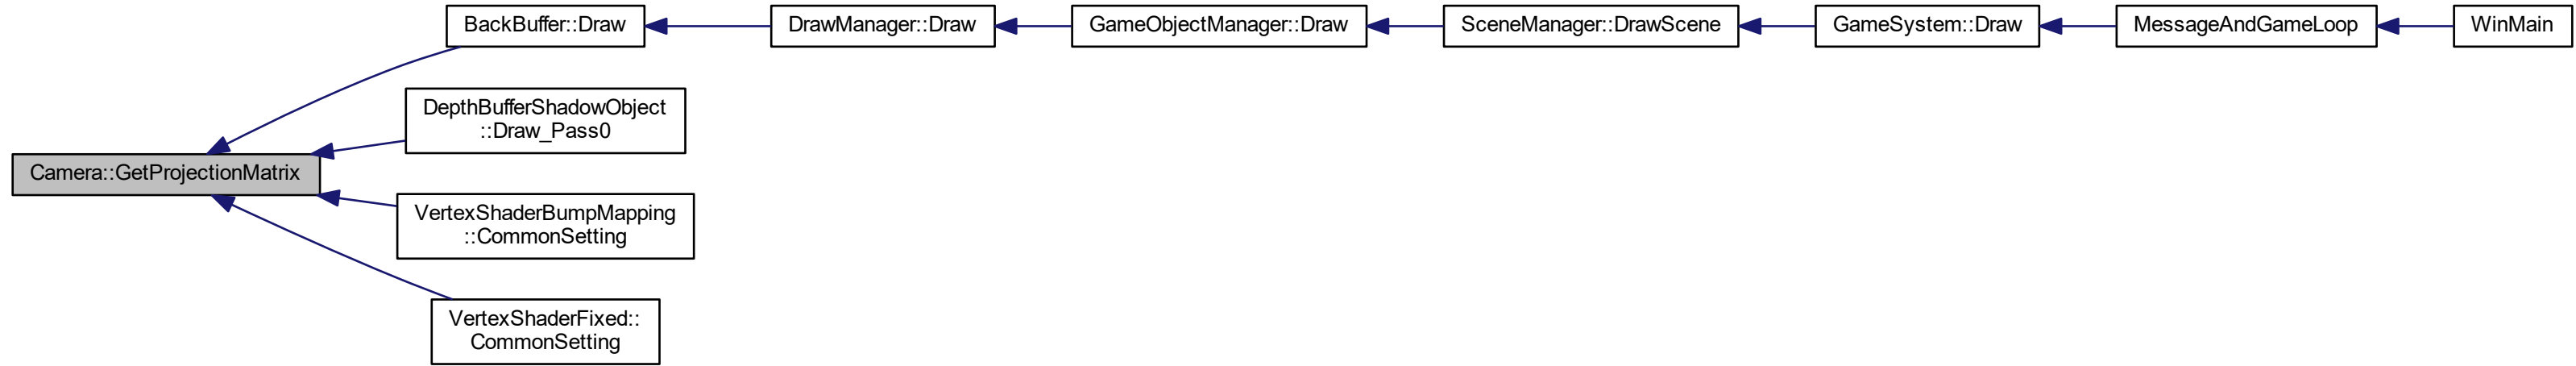 BackBuffer::Draw
DrawManager::Draw
GameObjectManager::Draw
SceneManager::DrawScene
GameSystem::Draw
MessageAndGameLoop
WinMain
DepthBufferShadowObject
::Draw_Pass0
Camera::GetProjectionMatrix
VertexShaderBumpMapping
::CommonSetting
VertexShaderFixed::
CommonSetting